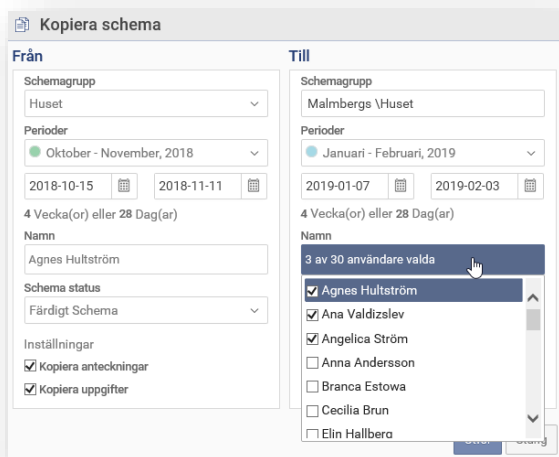 Kopiera schema
Från
Schemagrupp
Huset
Perioder
Oktober - November, 2018
2018-10-15 2018-11-11
4 Vecka(or) eller 28 Dag(ar)
Namn
Agnes Hultström
Schema status
Färdigt Schema
Inställningar
Kopiera anteckningar
Kopiera uppgifter
Till
Schemagrupp
Malmbergs \Huset
Perioder
Januari - Februari, 2019
2019-01-07 2019-02-03
4 Vecka(or) eller 28 Dag(ar)
Namn
3 av 30 användare valda
Agnes Hultström
Ana Valdizslev
Angelica Ström
Anna Andersson
Branca Estowa
Cecilia Brun
Elin Hallberg